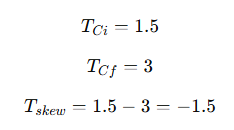 T_{Ci} = 1.5
T_{Cf} = 3
T_{skew} = 1.5 − 3 = −1.5